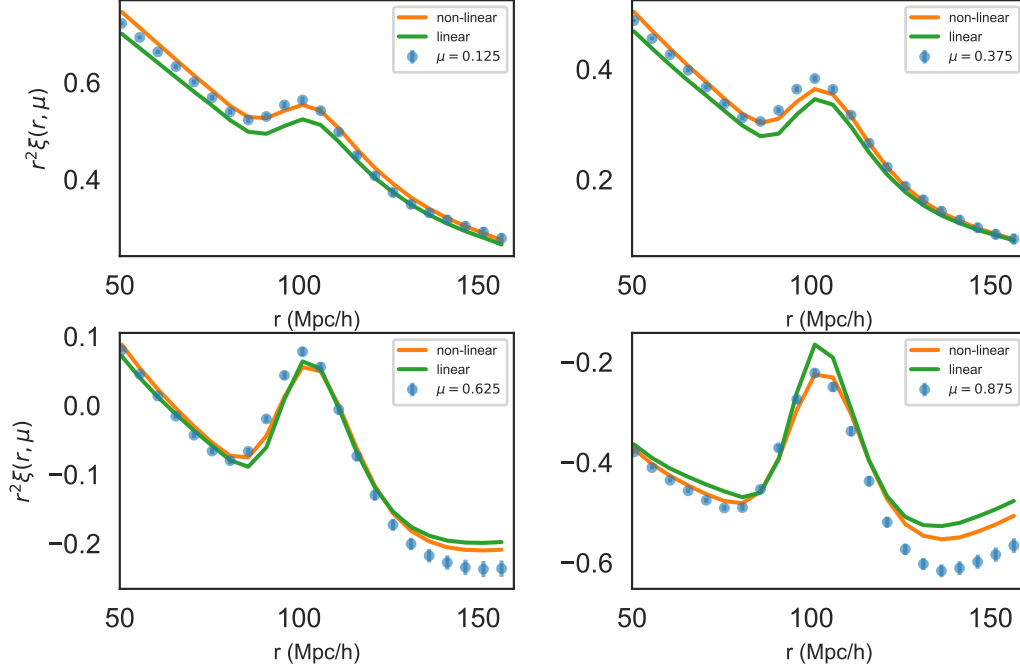 non-linear
linear
μ = 0.125
0.6
0.4
r²ξ(r, μ)
50
100
150
r (Mpc/h)
non-linear
linear
μ = 0.375
0.4
0.2
50
100
150
r (Mpc/h)
non-linear
linear
μ = 0.625
0.1
0.0
−0.1
−0.2
r²ξ(r, μ)
50
100
150
r (Mpc/h)
non-linear
linear
μ = 0.875
−0.2
−0.4
−0.6
50
100
150
r (Mpc/h)